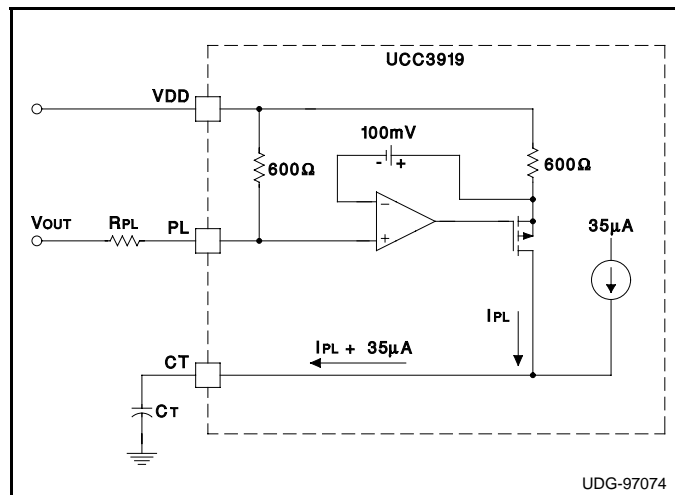 UCC3919
VDD
100mV
600Ω
600Ω
- +
VOUT
RPL
PL
−
+
35µA
IPL
CT
IPL + 35µA
CT
UDG-97074